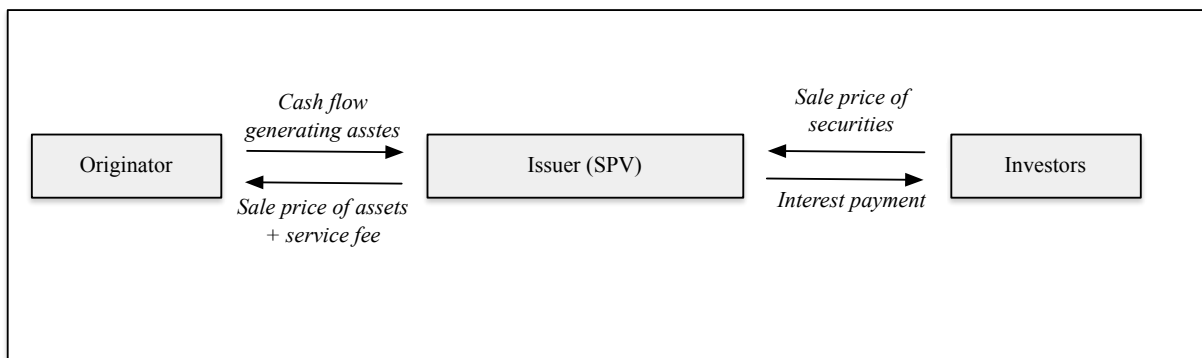 Cash flow
generating asstes
Sale price of
securities
Originator
Issuer (SPV)
Investors
Sale price of assets
+ service fee
Interest payment